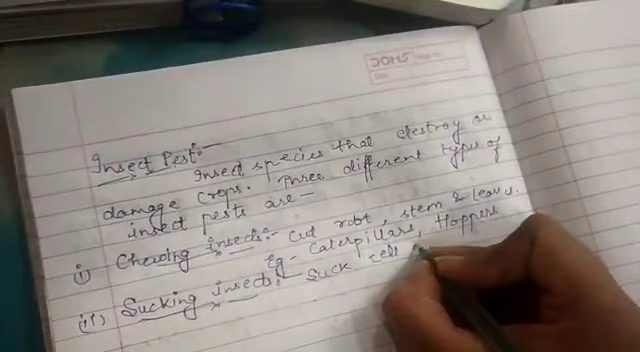 DOMS
Insect Pest:-
Insect species that destroy or
damage crops. Three different types of
insect pests are -
(i) Chewing insects:- Cut root, stem & leaves.
Eg- Caterpillars, Hoppers
(ii) Sucking insects:- Suck cell